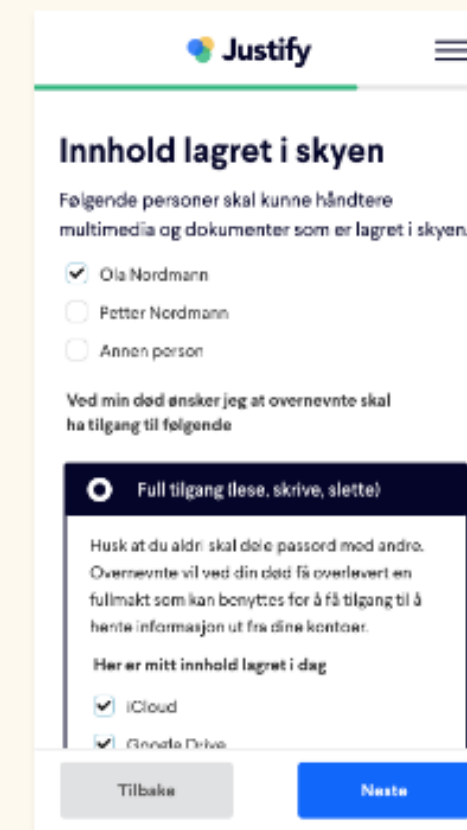 Justify
Innhold lagret i skyen
Følgende personer skal kunne håndtere
multimedia og dokumenter som er lagret i skyen.
Ola Nordmann
Petter Nordmann
Annen person
Ved min død ønsker jeg at overnevnte skal
ha tilgang til følgende
Full tilgang (lese, skrive, slette)
Husk at du aldri skal dele passord med andre.
Overnevnte vil ved din død få overlevert en
fullmakt som kan benyttes for å få tilgang til å
hente informasjon ut fra dine kontoer.
Her er mitt innhold lagret i dag
iCloud
Google Drive
Tilbake
Neste